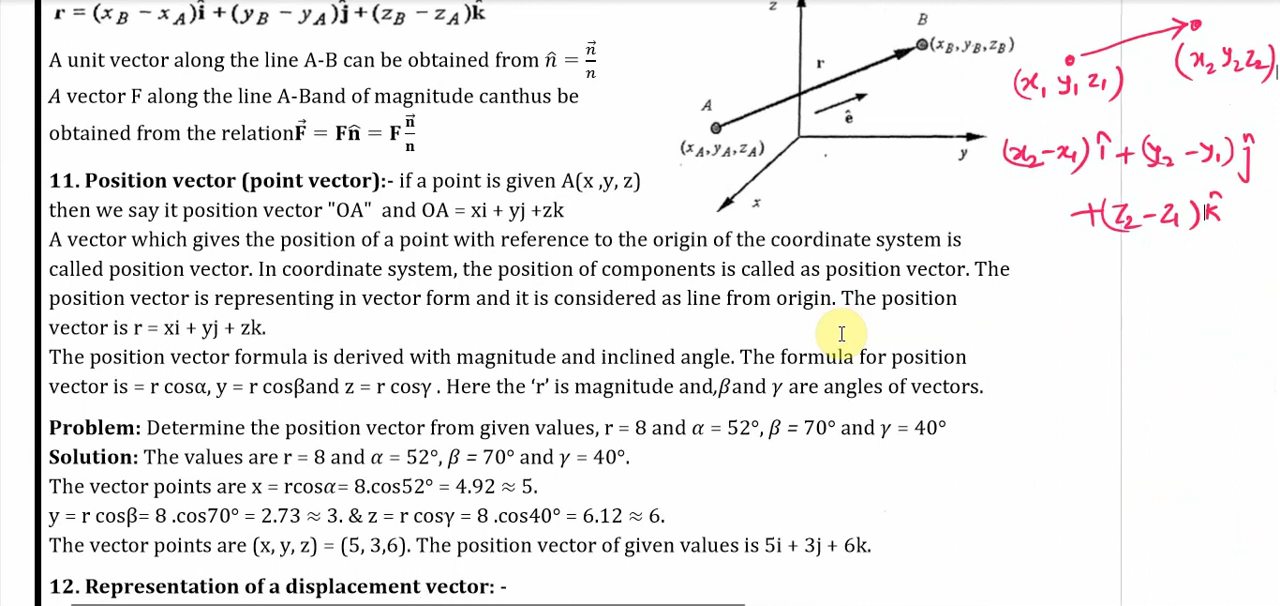 r = (x_B − x_A)î + (y_B − y_A)ĵ + (z_B − z_A)k̂
A unit vector along the line A-B can be obtained from n̂ = n⃗/n
A vector F along the line A-Band of magnitude canthus be
obtained from the relationF⃗ = Fn̂ = F n⃗/n
z
B
(x_B, y_B, z_B)
r
A
(x_A, y_A, z_A)
ê
y
x
(x₁ y₁ z₁)
(x₂ y₂ z₂)
(x₂-x₁) î + (y₂ -y₁) ĵ
+(z₂-z₁)k̂
11. Position vector (point vector):- if a point is given A(x ,y, z)
then we say it position vector "OA" and OA = xi + yj +zk
A vector which gives the position of a point with reference to the origin of the coordinate system is
called position vector. In coordinate system, the position of components is called as position vector. The
position vector is representing in vector form and it is considered as line from origin. The position
vector is r = xi + yj + zk.
The position vector formula is derived with magnitude and inclined angle. The formula for position
vector is = r cosα, y = r cosβand z = r cosγ . Here the 'r' is magnitude and,βand γ are angles of vectors.
Problem: Determine the position vector from given values, r = 8 and α = 52°, β = 70° and γ = 40°
Solution: The values are r = 8 and α = 52°, β = 70° and γ = 40°.
The vector points are x = rcosα= 8.cos52° = 4.92 ≈ 5.
y = r cosβ= 8 .cos70° = 2.73 ≈ 3. & z = r cosγ = 8 .cos40° = 6.12 ≈ 6.
The vector points are (x, y, z) = (5, 3,6). The position vector of given values is 5i + 3j + 6k.
12. Representation of a displacement vector: -